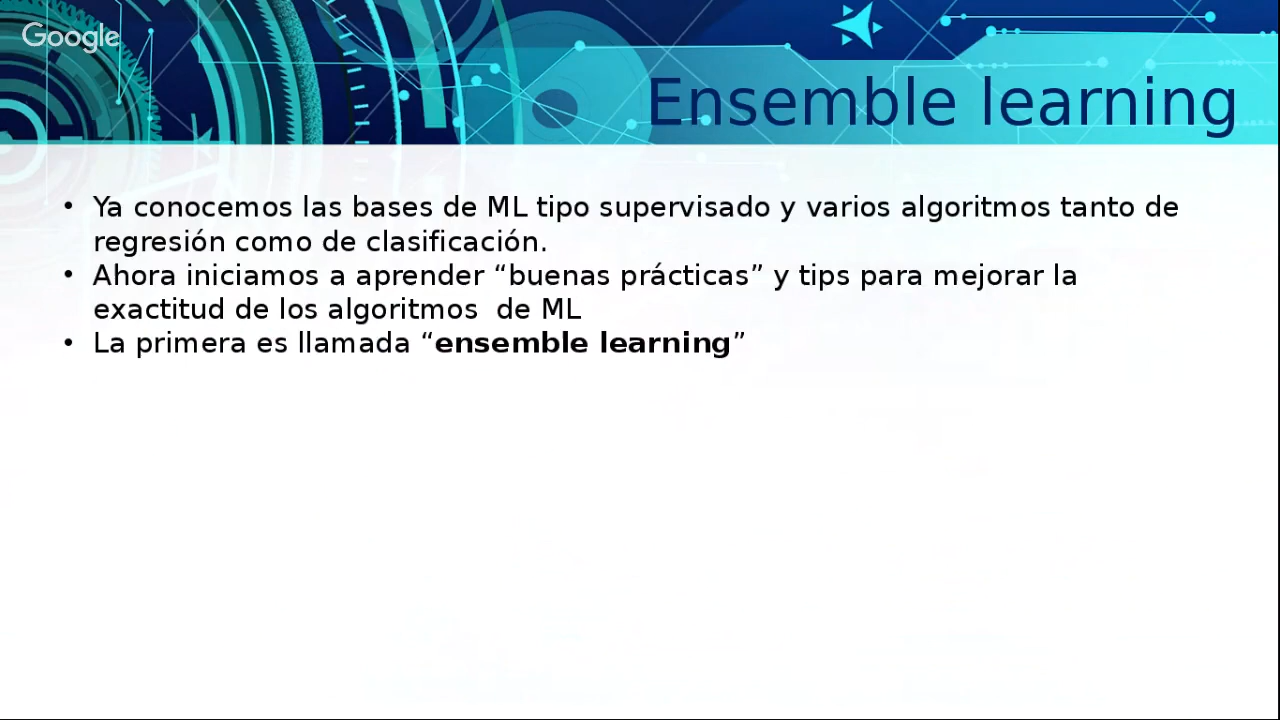 Google
Ensemble learning
• Ya conocemos las bases de ML tipo supervisado y varios algoritmos tanto de
regresión como de clasificación.
• Ahora iniciamos a aprender “buenas prácticas” y tips para mejorar la
exactitud de los algoritmos  de ML
• La primera es llamada “ensemble learning”